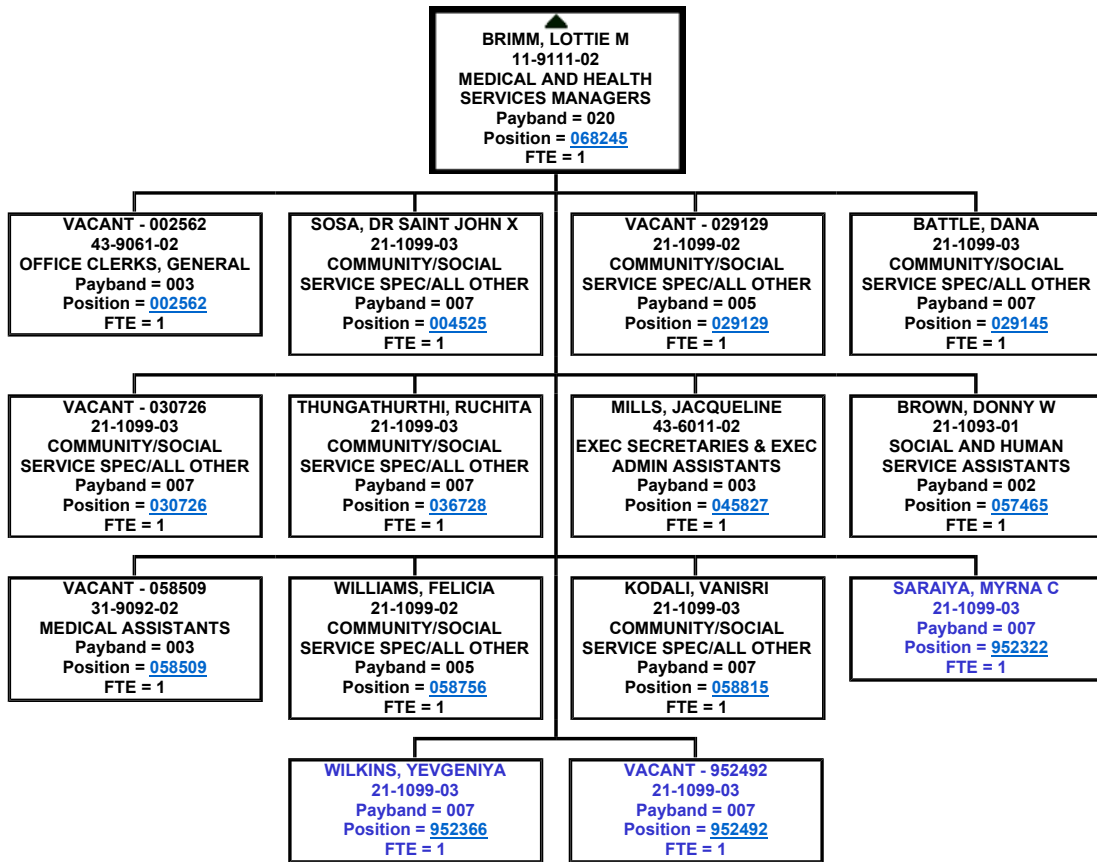 BRIMM, LOTTIE M
11-9111-02
MEDICAL AND HEALTH
SERVICES MANAGERS
Payband = 020
Position = 068245
FTE = 1
VACANT - 002562
43-9061-02
OFFICE CLERKS, GENERAL
Payband = 003
Position = 002562
FTE = 1
SOSA, DR SAINT JOHN X
21-1099-03
COMMUNITY/SOCIAL
SERVICE SPEC/ALL OTHER
Payband = 007
Position = 004525
FTE = 1
VACANT - 029129
21-1099-02
COMMUNITY/SOCIAL
SERVICE SPEC/ALL OTHER
Payband = 005
Position = 029129
FTE = 1
BATTLE, DANA
21-1099-03
COMMUNITY/SOCIAL
SERVICE SPEC/ALL OTHER
Payband = 007
Position = 029145
FTE = 1
VACANT - 030726
21-1099-03
COMMUNITY/SOCIAL
SERVICE SPEC/ALL OTHER
Payband = 007
Position = 030726
FTE = 1
THUNGATHURTHI, RUCHITA
21-1099-03
COMMUNITY/SOCIAL
SERVICE SPEC/ALL OTHER
Payband = 007
Position = 036728
FTE = 1
MILLS, JACQUELINE
43-6011-02
EXEC SECRETARIES & EXEC
ADMIN ASSISTANTS
Payband = 003
Position = 045827
FTE = 1
BROWN, DONNY W
21-1093-01
SOCIAL AND HUMAN
SERVICE ASSISTANTS
Payband = 002
Position = 057465
FTE = 1
VACANT - 058509
31-9092-02
MEDICAL ASSISTANTS
Payband = 003
Position = 058509
FTE = 1
WILLIAMS, FELICIA
21-1099-02
COMMUNITY/SOCIAL
SERVICE SPEC/ALL OTHER
Payband = 005
Position = 058756
FTE = 1
KODALI, VANISRI
21-1099-03
COMMUNITY/SOCIAL
SERVICE SPEC/ALL OTHER
Payband = 007
Position = 058815
FTE = 1
SARAIYA, MYRNA C
21-1099-03
Payband = 007
Position = 952322
FTE = 1
WILKINS, YEVGENIYA
21-1099-03
Payband = 007
Position = 952366
FTE = 1
VACANT - 952492
21-1099-03
Payband = 007
Position = 952492
FTE = 1